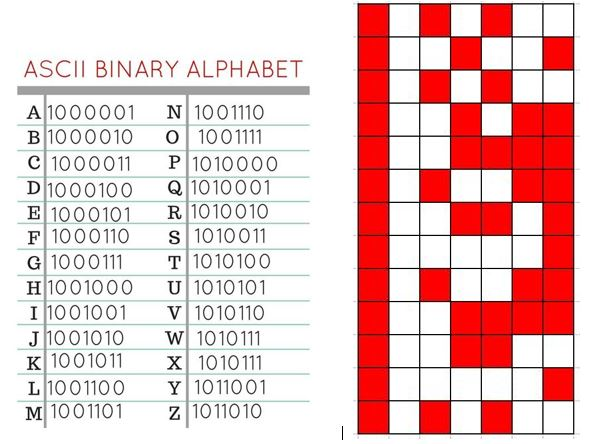 ASCII BINARY ALPHABET
A 1000001 N 1001110
B 1000010 O 1001111
C 1000011 P 1010000
D 1000100 Q 1010001
E 1000101 R 1010010
F 1000110 S 1010011
G 1000111 T 1010100
H 1001000 U 1010101
I 1001001 V 1010110
J 1001010 W 1010111
K 1001011 X 1010111
L 1001100 Y 1011001
M 1001101 Z 1011010